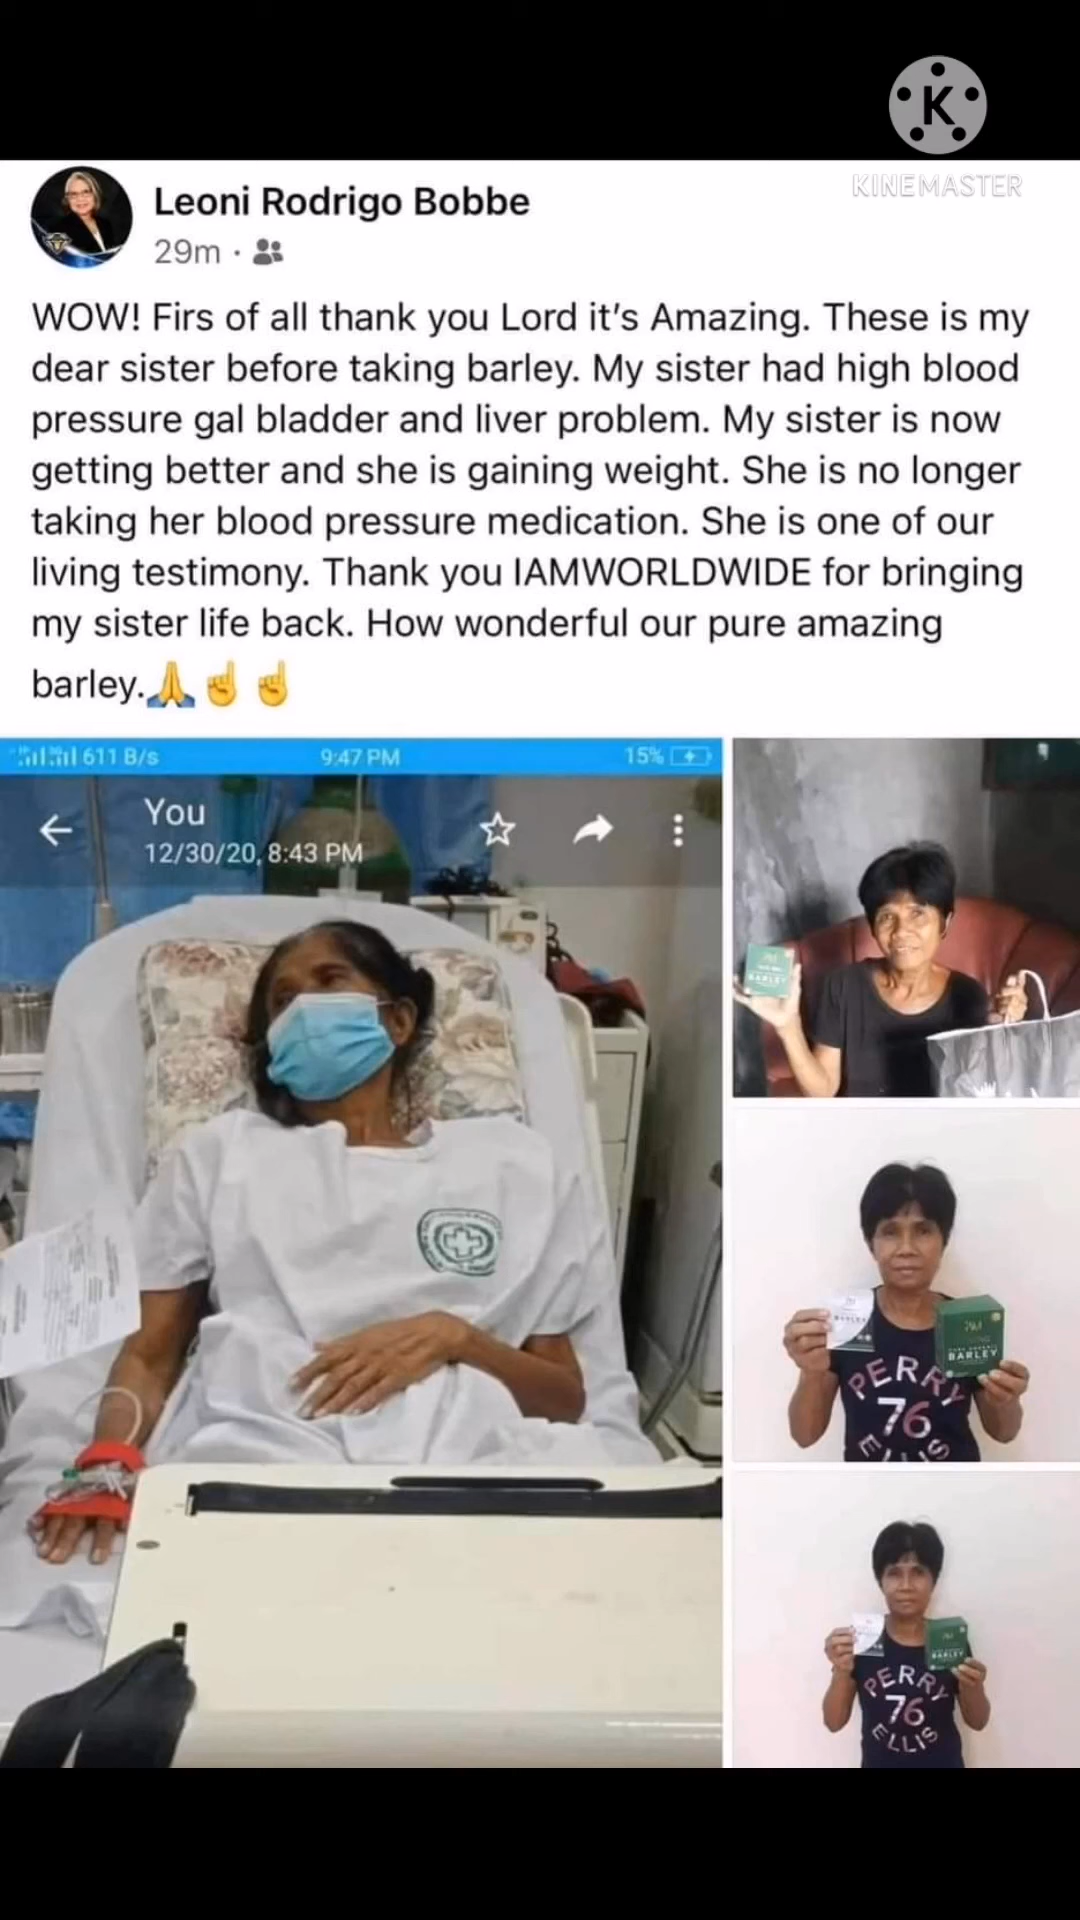 KINEMASTER
Leoni Rodrigo Bobbe
29m ·
WOW! Firs of all thank you Lord it's Amazing. These is my
dear sister before taking barley. My sister had high blood
pressure gal bladder and liver problem. My sister is now
getting better and she is gaining weight. She is no longer
taking her blood pressure medication. She is one of our
living testimony. Thank you IAMWORLDWIDE for bringing
my sister life back. How wonderful our pure amazing
barley.🙏☝️☝️
611 B/s 9:47 PM 15%
You
12/30/20, 8:43 PM
BARLEY
BARLEY
BARLEY
PERRY
76
ELLIS
BARLEY
PERRY
76
ELLIS